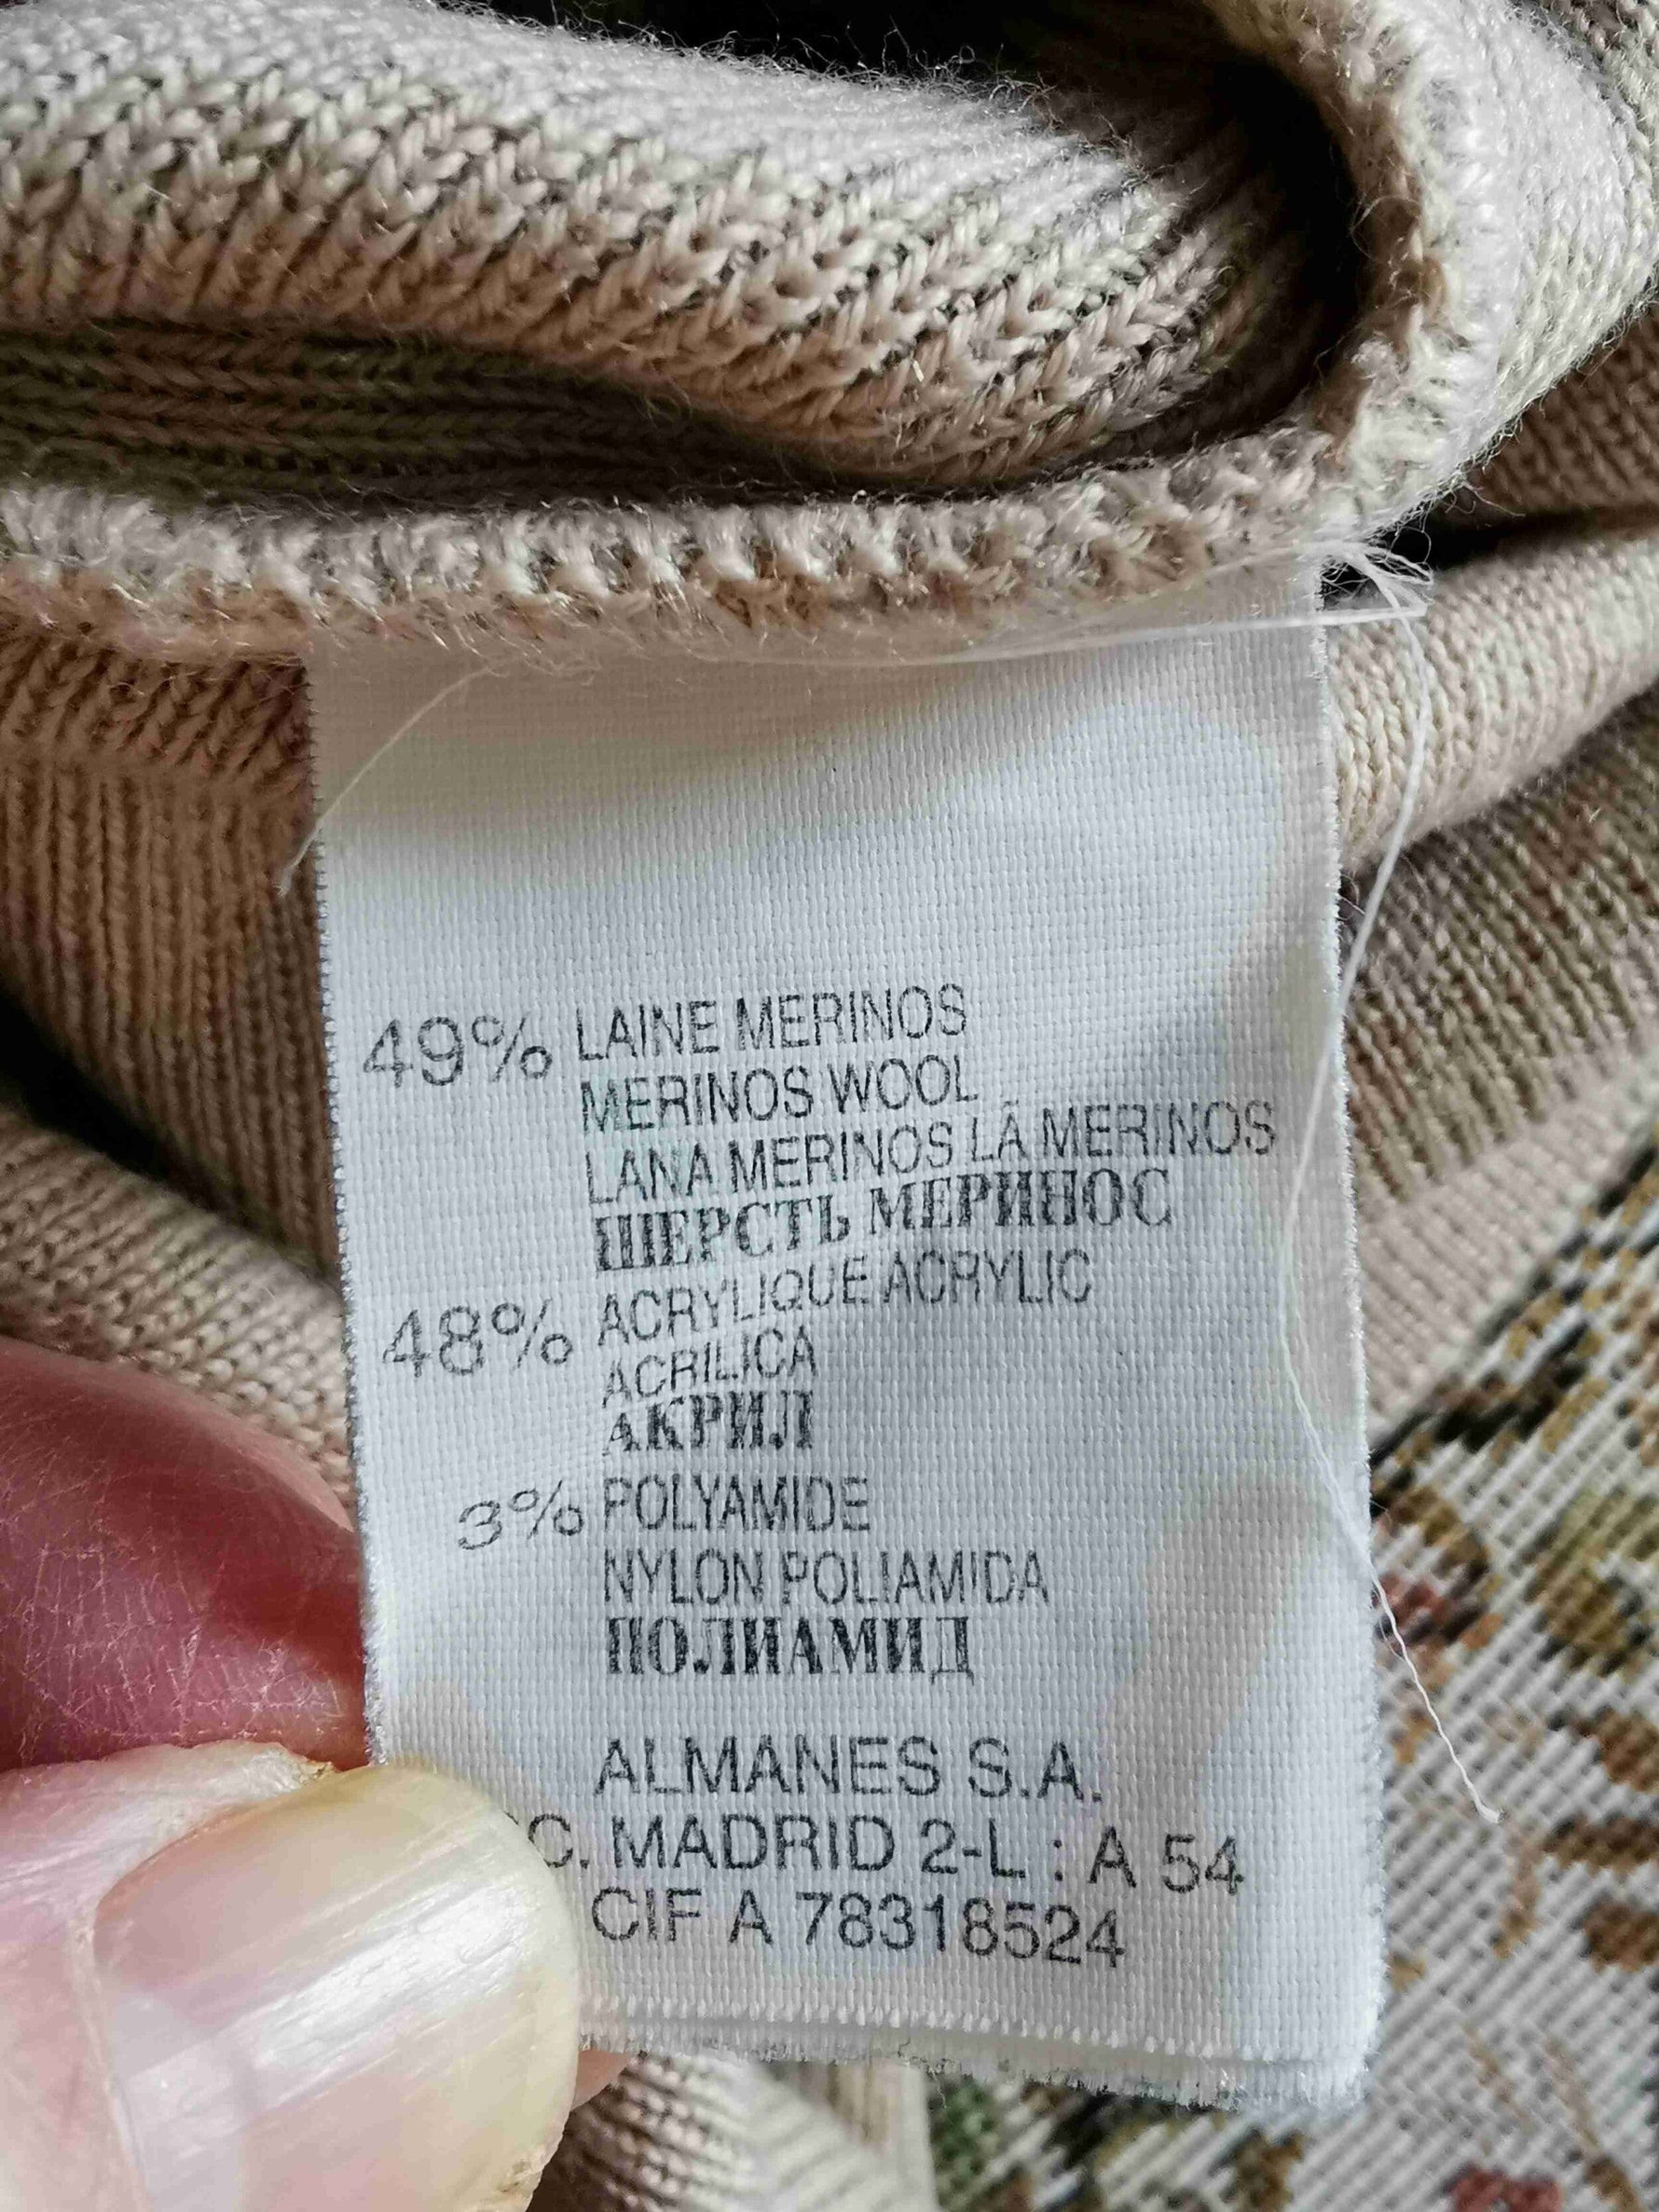 49% LAINE MERINOS
MERINOS WOOL
LANA MERINOS LÃ MERINOS
ШЕРСТЬ МЕРИНОС
48% ACRYLIQUE ACRYLIC
ACRILICA
АКРИЛ
3% POLYAMIDE
NYLON POLIAMIDA
ПОЛИАМИД
ALMANES S.A.
C. MADRID 2-L : A 54
CIF A 78318524